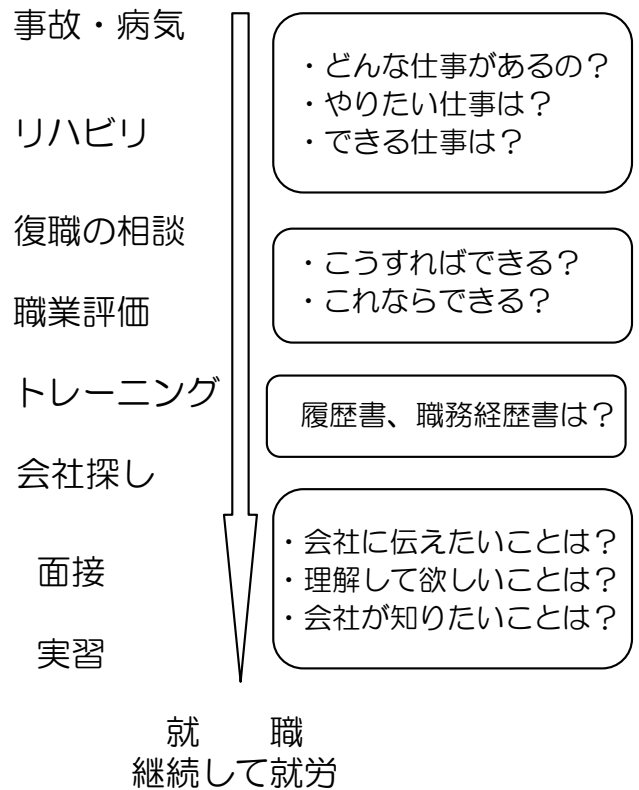 事故・病気
リハビリ
復職の相談
職業評価
トレーニング
会社探し
面接
実習
・どんな仕事があるの？
・やりたい仕事は？
・できる仕事は？
・こうすればできる？
・これならできる？
履歴書、職務経歴書は？
・会社に伝えたいことは？
・理解して欲しいことは？
・会社が知りたいことは？
就　　職
継続して就労